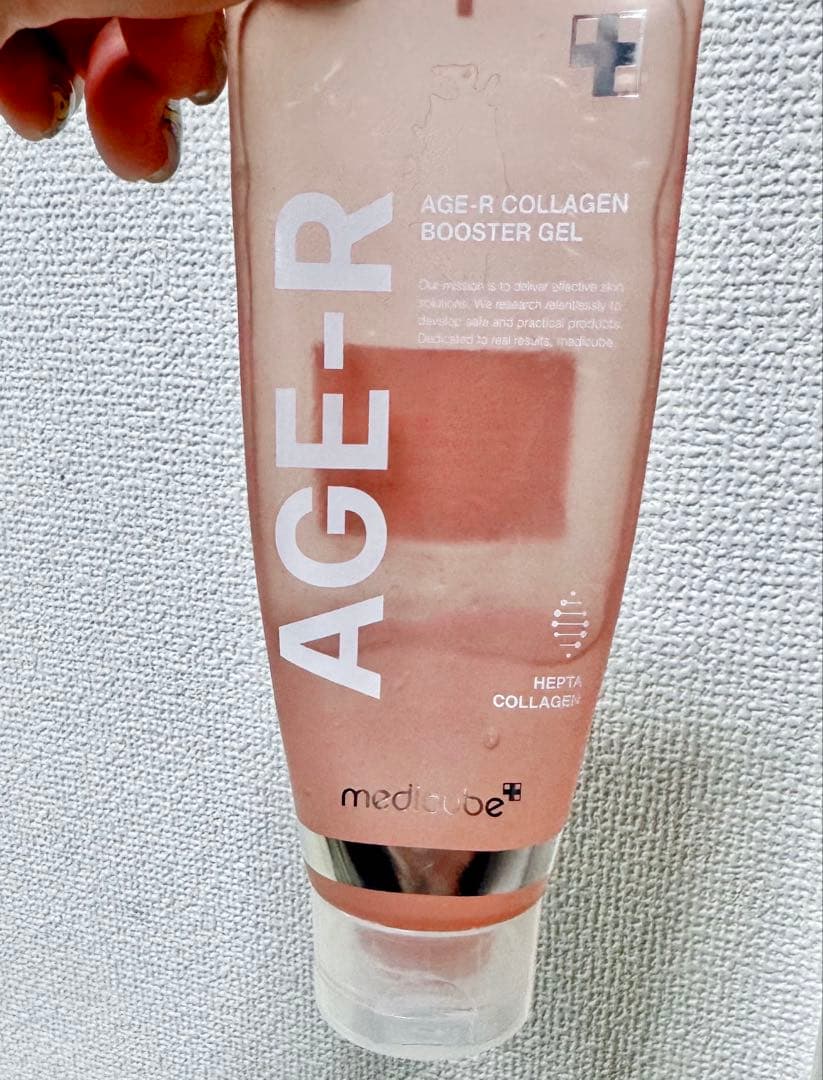 AGE-R
AGE-R COLLAGEN
BOOSTER GEL
Our mission is to deliver effective skin
solutions. We research relentlessly to
develop safe and practical products.
Dedicated to real results, medicube.
HEPTA
COLLAGEN
medicube